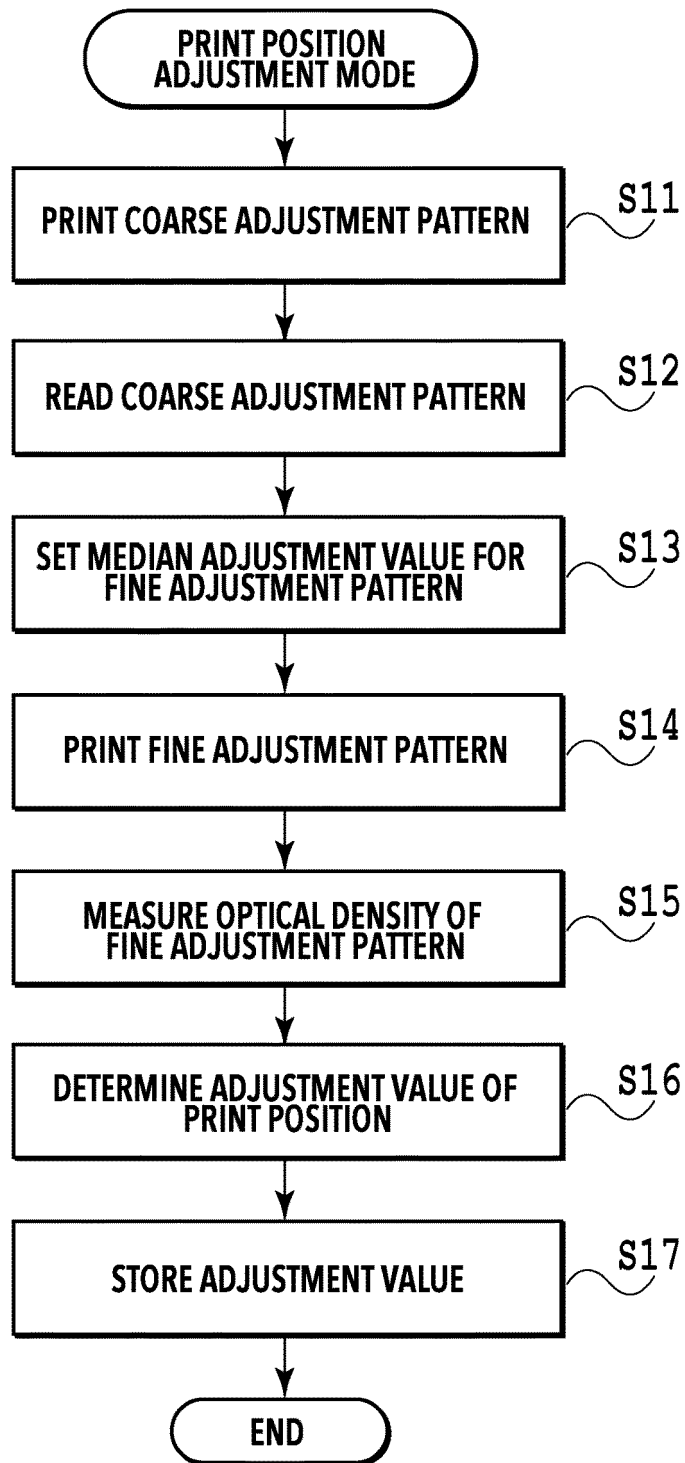 PRINT POSITION
ADJUSTMENT MODE
PRINT COARSE ADJUSTMENT PATTERN
S11
READ COARSE ADJUSTMENT PATTERN
S12
SET MEDIAN ADJUSTMENT VALUE FOR
FINE ADJUSTMENT PATTERN
S13
PRINT FINE ADJUSTMENT PATTERN
S14
MEASURE OPTICAL DENSITY OF
FINE ADJUSTMENT PATTERN
S15
DETERMINE ADJUSTMENT VALUE OF
PRINT POSITION
S16
STORE ADJUSTMENT VALUE
S17
END